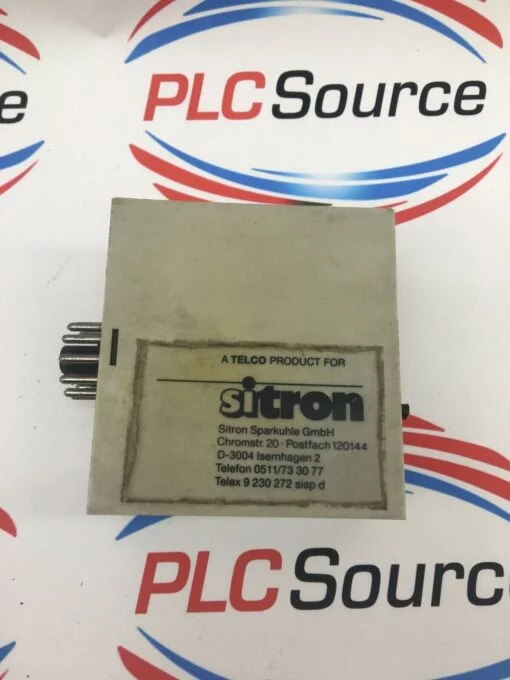 PLC Source
ce
A TELCO PRODUCT FOR
sitron
Sitron Sparkuhle GmbH
Chromstr. 20 · Postfach 120144
D-3004 Isernhagen 2
Telefon 0511/73 30 77
Telex 9 230 272 sisp d
PLC Source